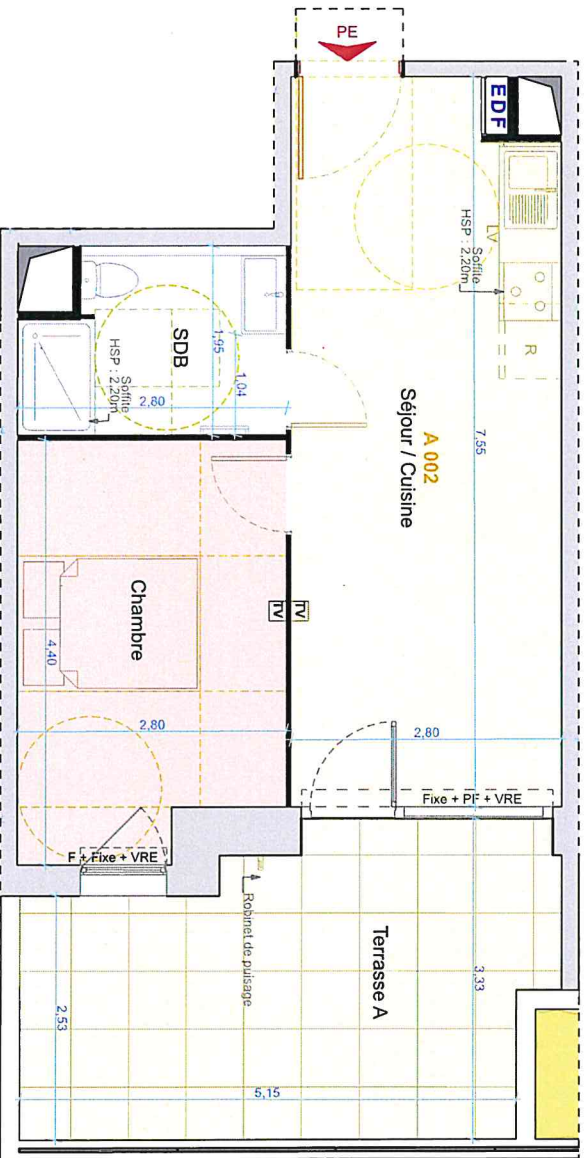 PE
EDF
LV
Soffite
HSP : 2,20m
R
A 002
Séjour / Cuisine
7,55
SDB
1,95
1,04
2,80
Soffite
HSP : 2,20m
Chambre
4,40
2,80
TV
TV
2,80
Fixe + PF + VRE
F + Fixe + VRE
Robinet de puisage
Terrasse A
3,33
2,53
5,15